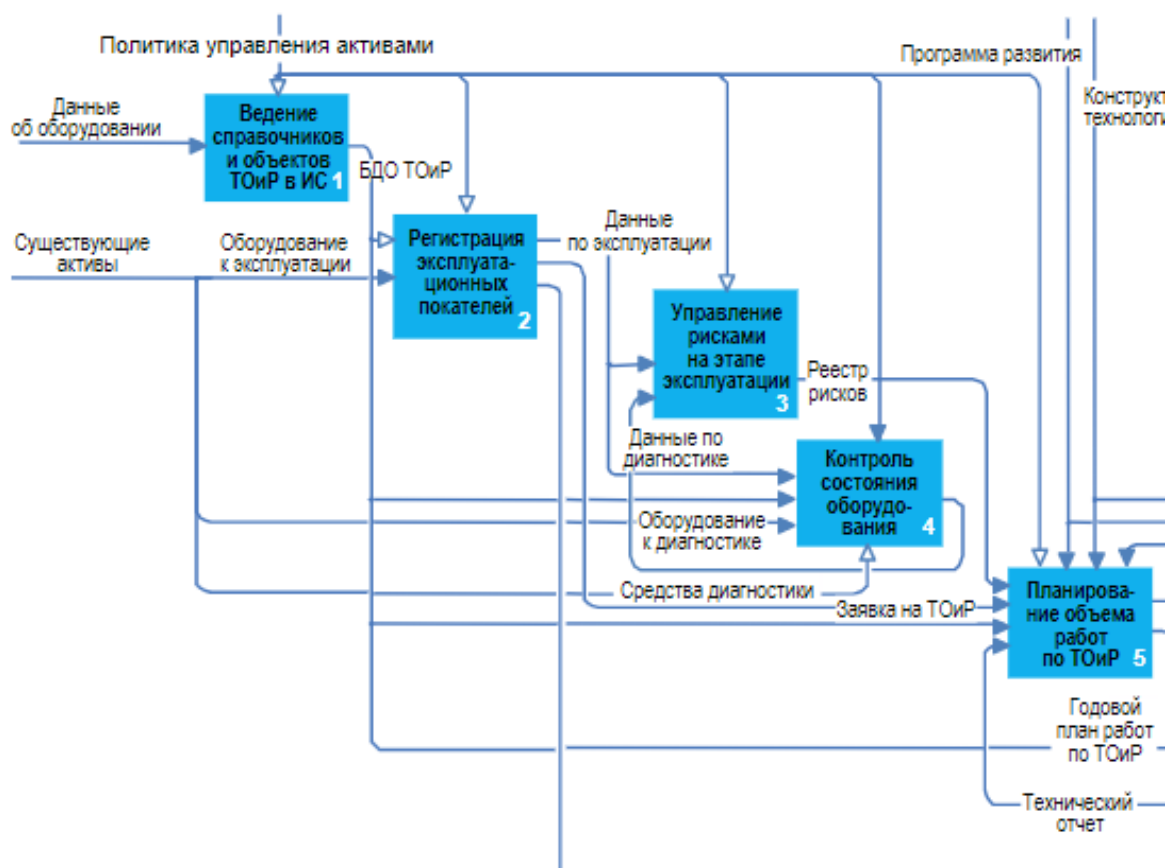 Политика управления активами
Программа развития
Данные
об оборудовании
Ведение
справочников
и объектов
ТОиР в ИС 1
Конструкт
технологи
БДО ТОиР
Существующие
активы
Оборудование
к эксплуатации
Регистрация
эксплуата-
ционных
покателей 2
Данные
по эксплуатации
Управление
рисками
на этапе
эксплуатации
3
Реестр
рисков
Данные по
диагностике
Контроль
состояния
оборудо-
вания 4
Оборудование
к диагностике
Средства диагностики
Заявка на ТОиР
Планирова-
ние объема
работ
по ТОиР 5
Годовой
план работ
по ТОиР
Технический
отчет